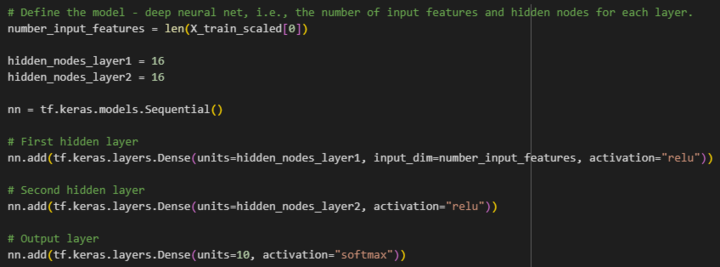 # Define the model - deep neural net, i.e., the number of input features and hidden nodes for each layer.
number_input_features = len(X_train_scaled[0])
hidden_nodes_layer1 = 16
hidden_nodes_layer2 = 16
nn = tf.keras.models.Sequential()
# First hidden layer
nn.add(tf.keras.layers.Dense(units=hidden_nodes_layer1, input_dim=number_input_features, activation="relu"))
# Second hidden layer
nn.add(tf.keras.layers.Dense(units=hidden_nodes_layer2, activation="relu"))
# Output layer
nn.add(tf.keras.layers.Dense(units=10, activation="softmax"))